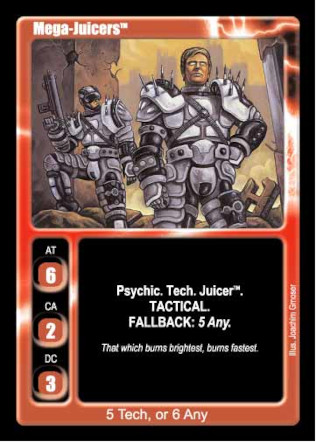 Mega-Juicers™
AT
6
CA
2
DC
3
Psychic. Tech. Juicer™.
TACTICAL.
FALLBACK: 5 Any.
That which burns brightest, burns fastest.
Illus. Joachim Gmoser
5 Tech, or 6 Any